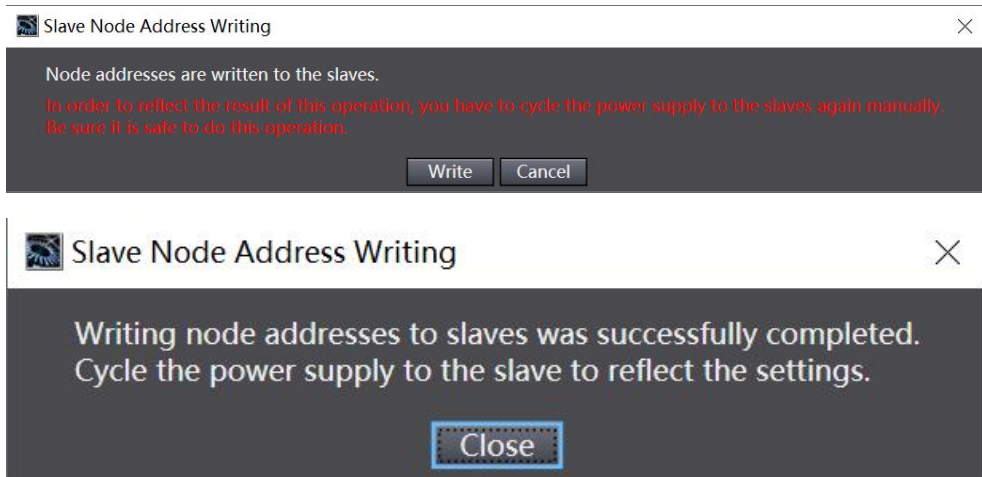 Slave Node Address Writing
Node addresses are written to the slaves.
In order to reflect the result of this operation, you have to cycle the power supply to the slaves again manually.
Be sure it is safe to do this operation.
Write Cancel
Slave Node Address Writing
Writing node addresses to slaves was successfully completed.
Cycle the power supply to the slave to reflect the settings.
Close